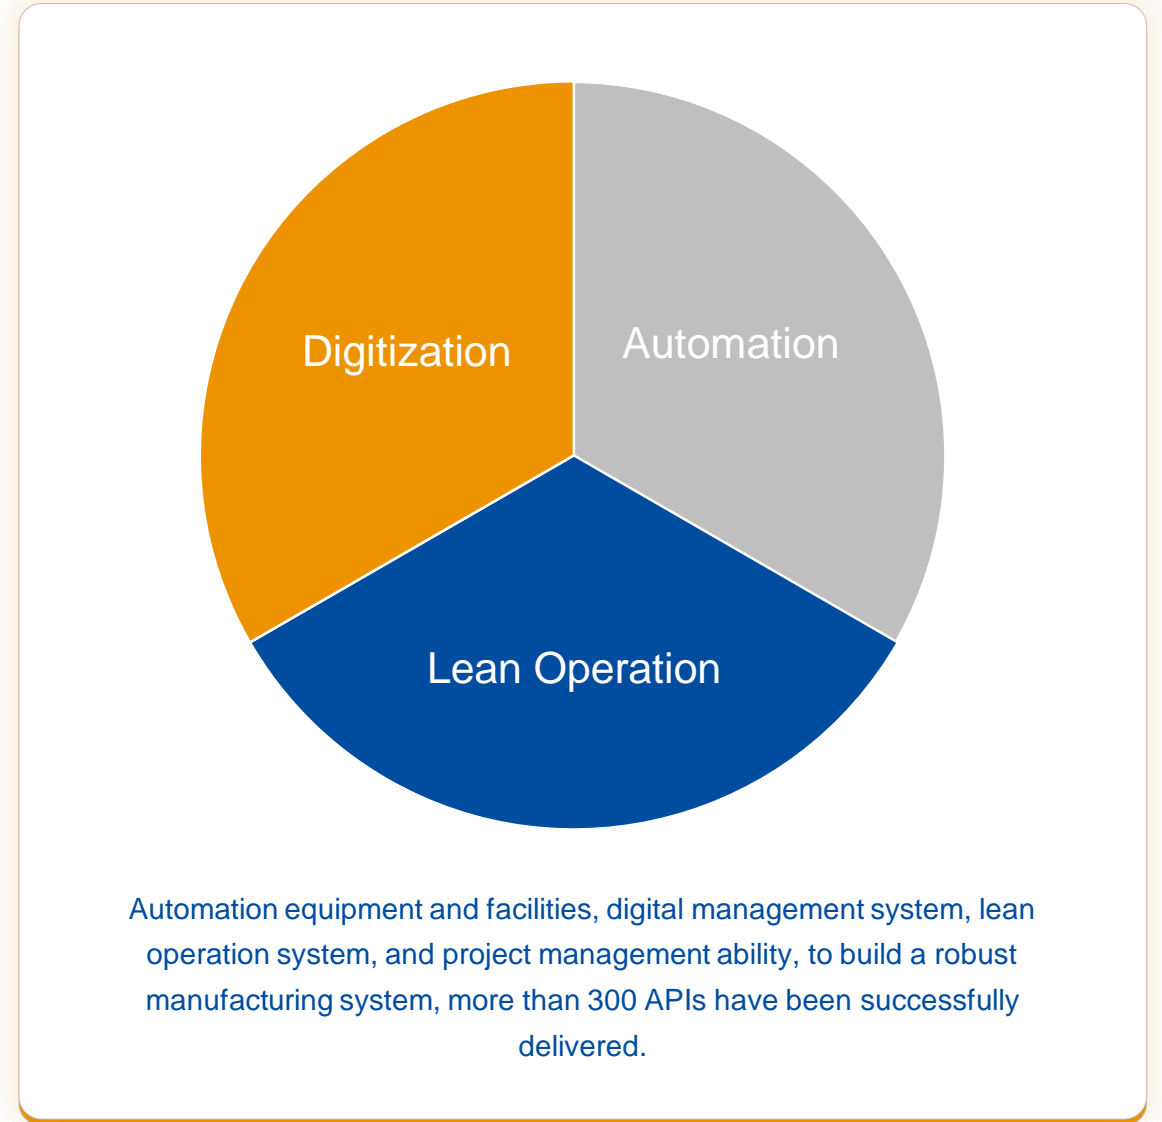 Digitization
Automation
Lean Operation
Automation equipment and facilities, digital management system, lean
operation system, and project management ability, to build a robust
manufacturing system, more than 300 APIs have been successfully
delivered.